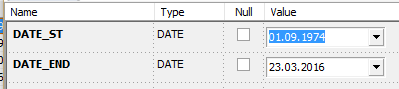 Name Type Null Value
DATE_ST DATE 01.09.1974
DATE_END DATE 23.03.2016